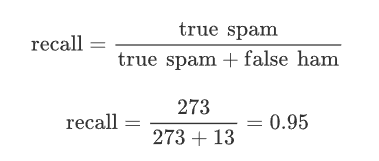 recall = true spam / true spam + false ham
recall = 273 / 273 + 13 = 0.95